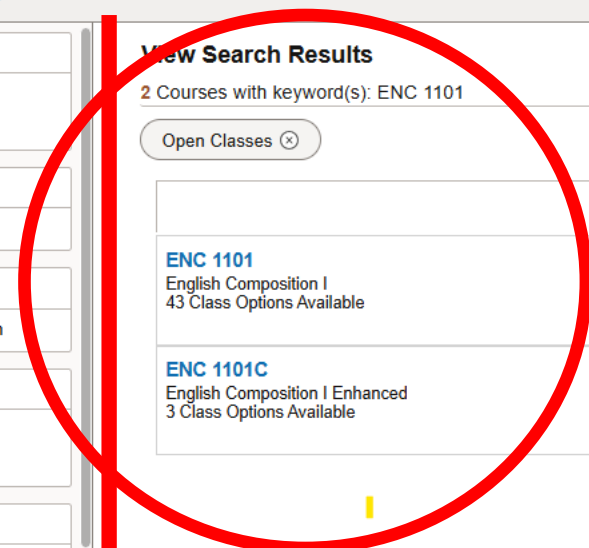 View Search Results
2 Courses with keyword(s): ENC 1101
Open Classes
ENC 1101
English Composition I
43 Class Options Available
ENC 1101C
English Composition I Enhanced
3 Class Options Available